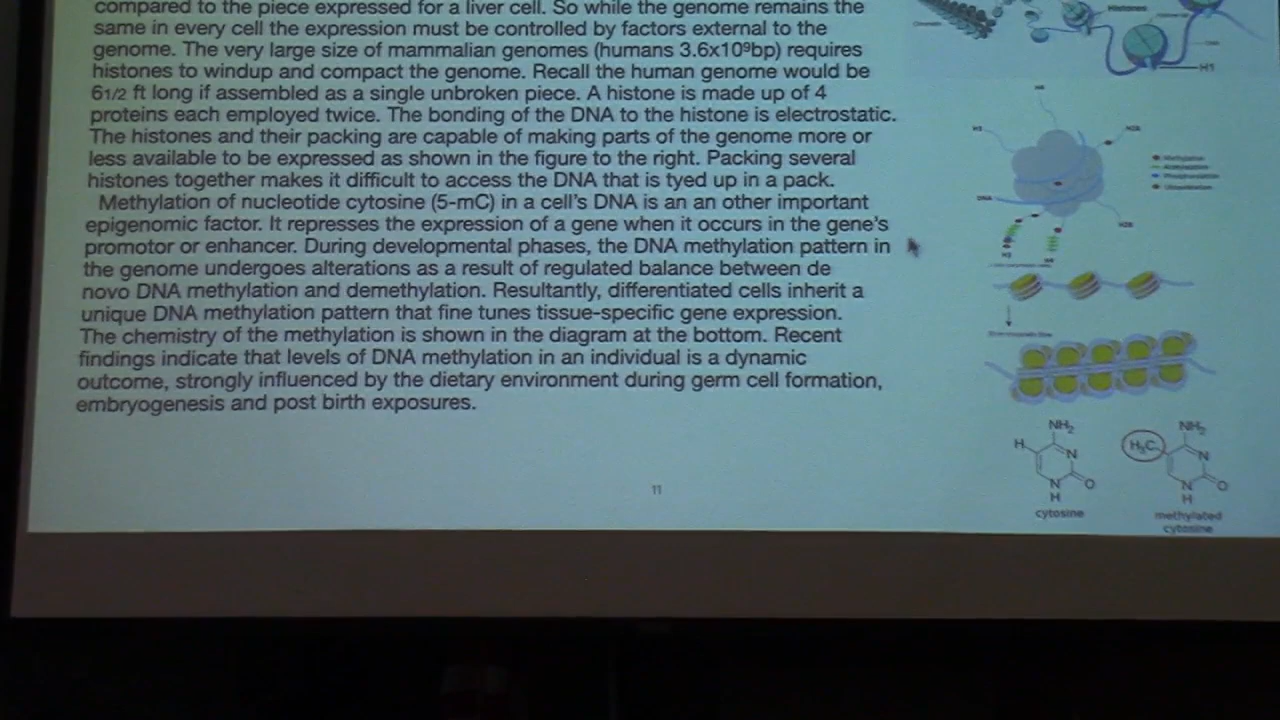 compared to the piece expressed for a liver cell. So while the genome remains the
same in every cell the expression must be controlled by factors external to the
genome. The very large size of mammalian genomes (humans 3.6x10⁹bp) requires
histones to windup and compact the genome. Recall the human genome would be
61/2 ft long if assembled as a single unbroken piece. A histone is made up of 4
proteins each employed twice. The bonding of the DNA to the histone is electrostatic.
The histones and their packing are capable of making parts of the genome more or
less available to be expressed as shown in the figure to the right. Packing several
histones together makes it difficult to access the DNA that is tyed up in a pack.
Methylation of nucleotide cytosine (5-mC) in a cell's DNA is an an other important
epigenomic factor. It represses the expression of a gene when it occurs in the gene's
promotor or enhancer. During developmental phases, the DNA methylation pattern in
the genome undergoes alterations as a result of regulated balance between de
novo DNA methylation and demethylation. Resultantly, differentiated cells inherit a
unique DNA methylation pattern that fine tunes tissue-specific gene expression.
The chemistry of the methylation is shown in the diagram at the bottom. Recent
findings indicate that levels of DNA methylation in an individual is a dynamic
outcome, strongly influenced by the dietary environment during germ cell formation,
embryogenesis and post birth exposures.
11
Histones
H1
DNA
H2A
H2B
NH₂
H
N
O
N
H
cytosine
NH₂
H₃C
N
O
N
H
methylated
cytosine